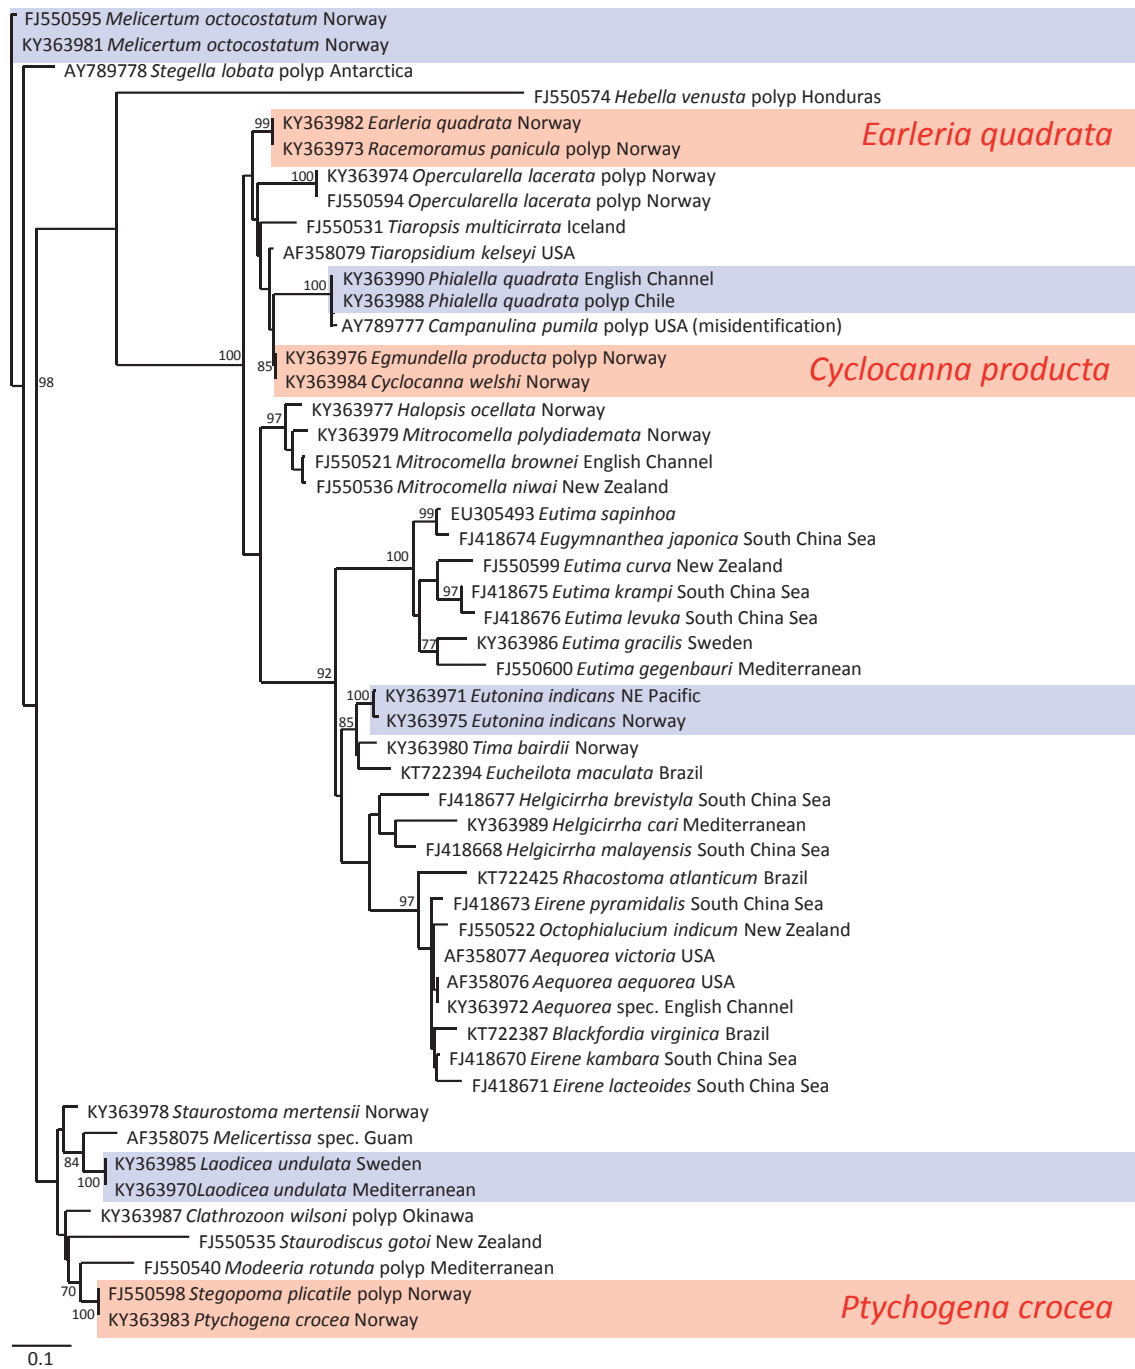 FJ550595 Melicertum octocostatum Norway
KY363981 Melicertum octocostatum Norway
AY789778 Stegella lobata polyp Antarctica
FJ550574 Hebella venusta polyp Honduras
99
KY363982 Earleria quadrata Norway
Earleria quadrata
KY363973 Racemoramus panicula polyp Norway
100
KY363974 Opercularella lacerata polyp Norway
FJ550594 Opercularella lacerata polyp Norway
FJ550531 Tiaropsis multicirrata Iceland
AF358079 Tiaropsidium kelseyi USA
KY363990 Phialella quadrata English Channel
100
KY363988 Phialella quadrata polyp Chile
AY789777 Campanulina pumila polyp USA (misidentification)
100
KY363976 Egmundella producta polyp Norway
85
Cyclocanna producta
KY363984 Cyclocanna welshi Norway
98
97
KY363977 Halopsis ocellata Norway
KY363979 Mitrocomella polydiademata Norway
FJ550521 Mitrocomella brownei English Channel
FJ550536 Mitrocomella niwai New Zealand
99
EU305493 Eutima sapinhoa
FJ418674 Eugymnanthea japonica South China Sea
100
FJ550599 Eutima curva New Zealand
97
FJ418675 Eutima krampi South China Sea
FJ418676 Eutima levuka South China Sea
77
KY363986 Eutima gracilis Sweden
FJ550600 Eutima gegenbauri Mediterranean
92
100
KY363971 Eutonina indicans NE Pacific
85
KY363975 Eutonina indicans Norway
KY363980 Tima bairdii Norway
KT722394 Eucheilota maculata Brazil
FJ418677 Helgicirrha brevistyla South China Sea
KY363989 Helgicirrha cari Mediterranean
FJ418668 Helgicirrha malayensis South China Sea
KT722425 Rhacostoma atlanticum Brazil
97
FJ418673 Eirene pyramidalis South China Sea
FJ550522 Octophialucium indicum New Zealand
AF358077 Aequorea victoria USA
AF358076 Aequorea aequorea USA
KY363972 Aequorea spec. English Channel
KT722387 Blackfordia virginica Brazil
FJ418670 Eirene kambara South China Sea
FJ418671 Eirene lacteoides South China Sea
KY363978 Staurostoma mertensii Norway
AF358075 Melicertissa spec. Guam
84
KY363985 Laodicea undulata Sweden
100
KY363970Laodicea undulata Mediterranean
KY363987 Clathrozoon wilsoni polyp Okinawa
FJ550535 Staurodiscus gotoi New Zealand
FJ550540 Modeeria rotunda polyp Mediterranean
70
FJ550598 Stegopoma plicatile polyp Norway
100
Ptychogena crocea
KY363983 Ptychogena crocea Norway
0.1